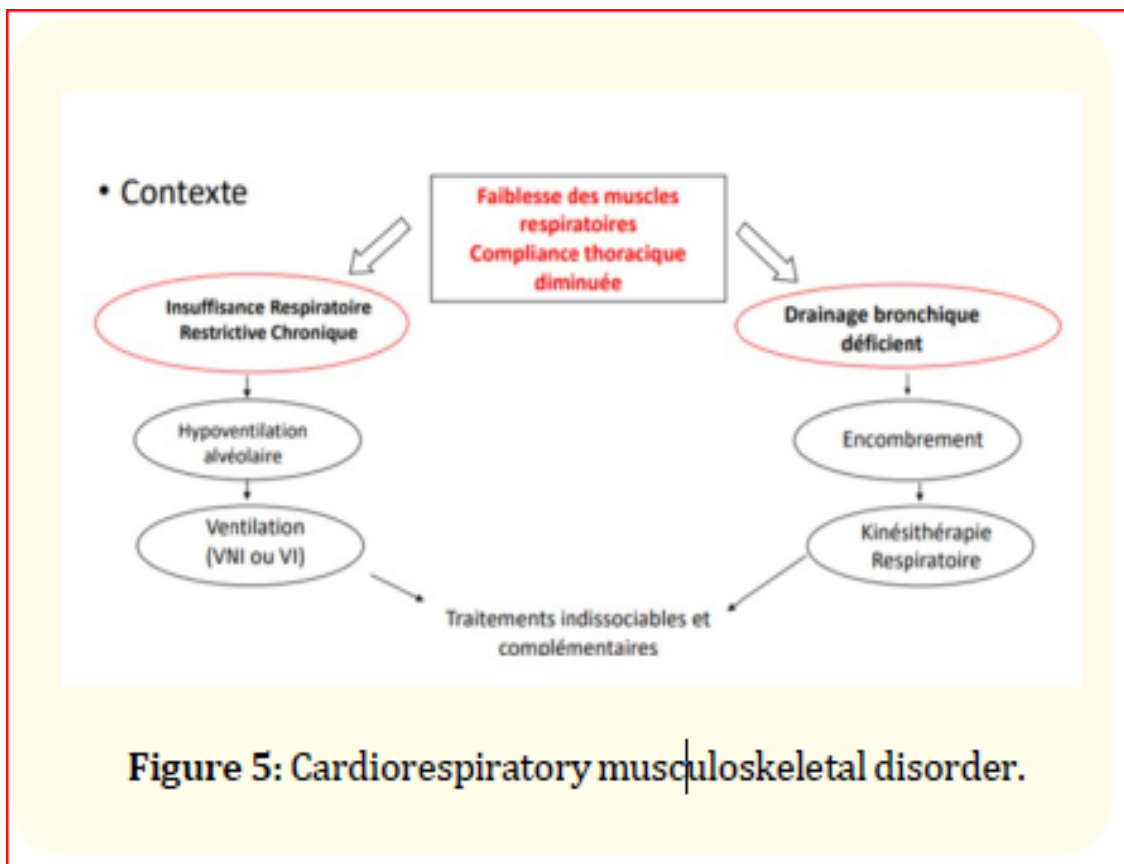 • Contexte
Faiblesse des muscles
respiratoires
Compliance thoracique
diminuée
Insuffisance Respiratoire
Restrictive Chronique
Drainage bronchique
déficient
Hypoventilation
alvéolaire
Encombrement
Ventilation
(VNI ou VI)
Kinésithérapie
Respiratoire
Traitements indissociables et
complémentaires
Figure 5: Cardiorespiratory musculoskeletal disorder.